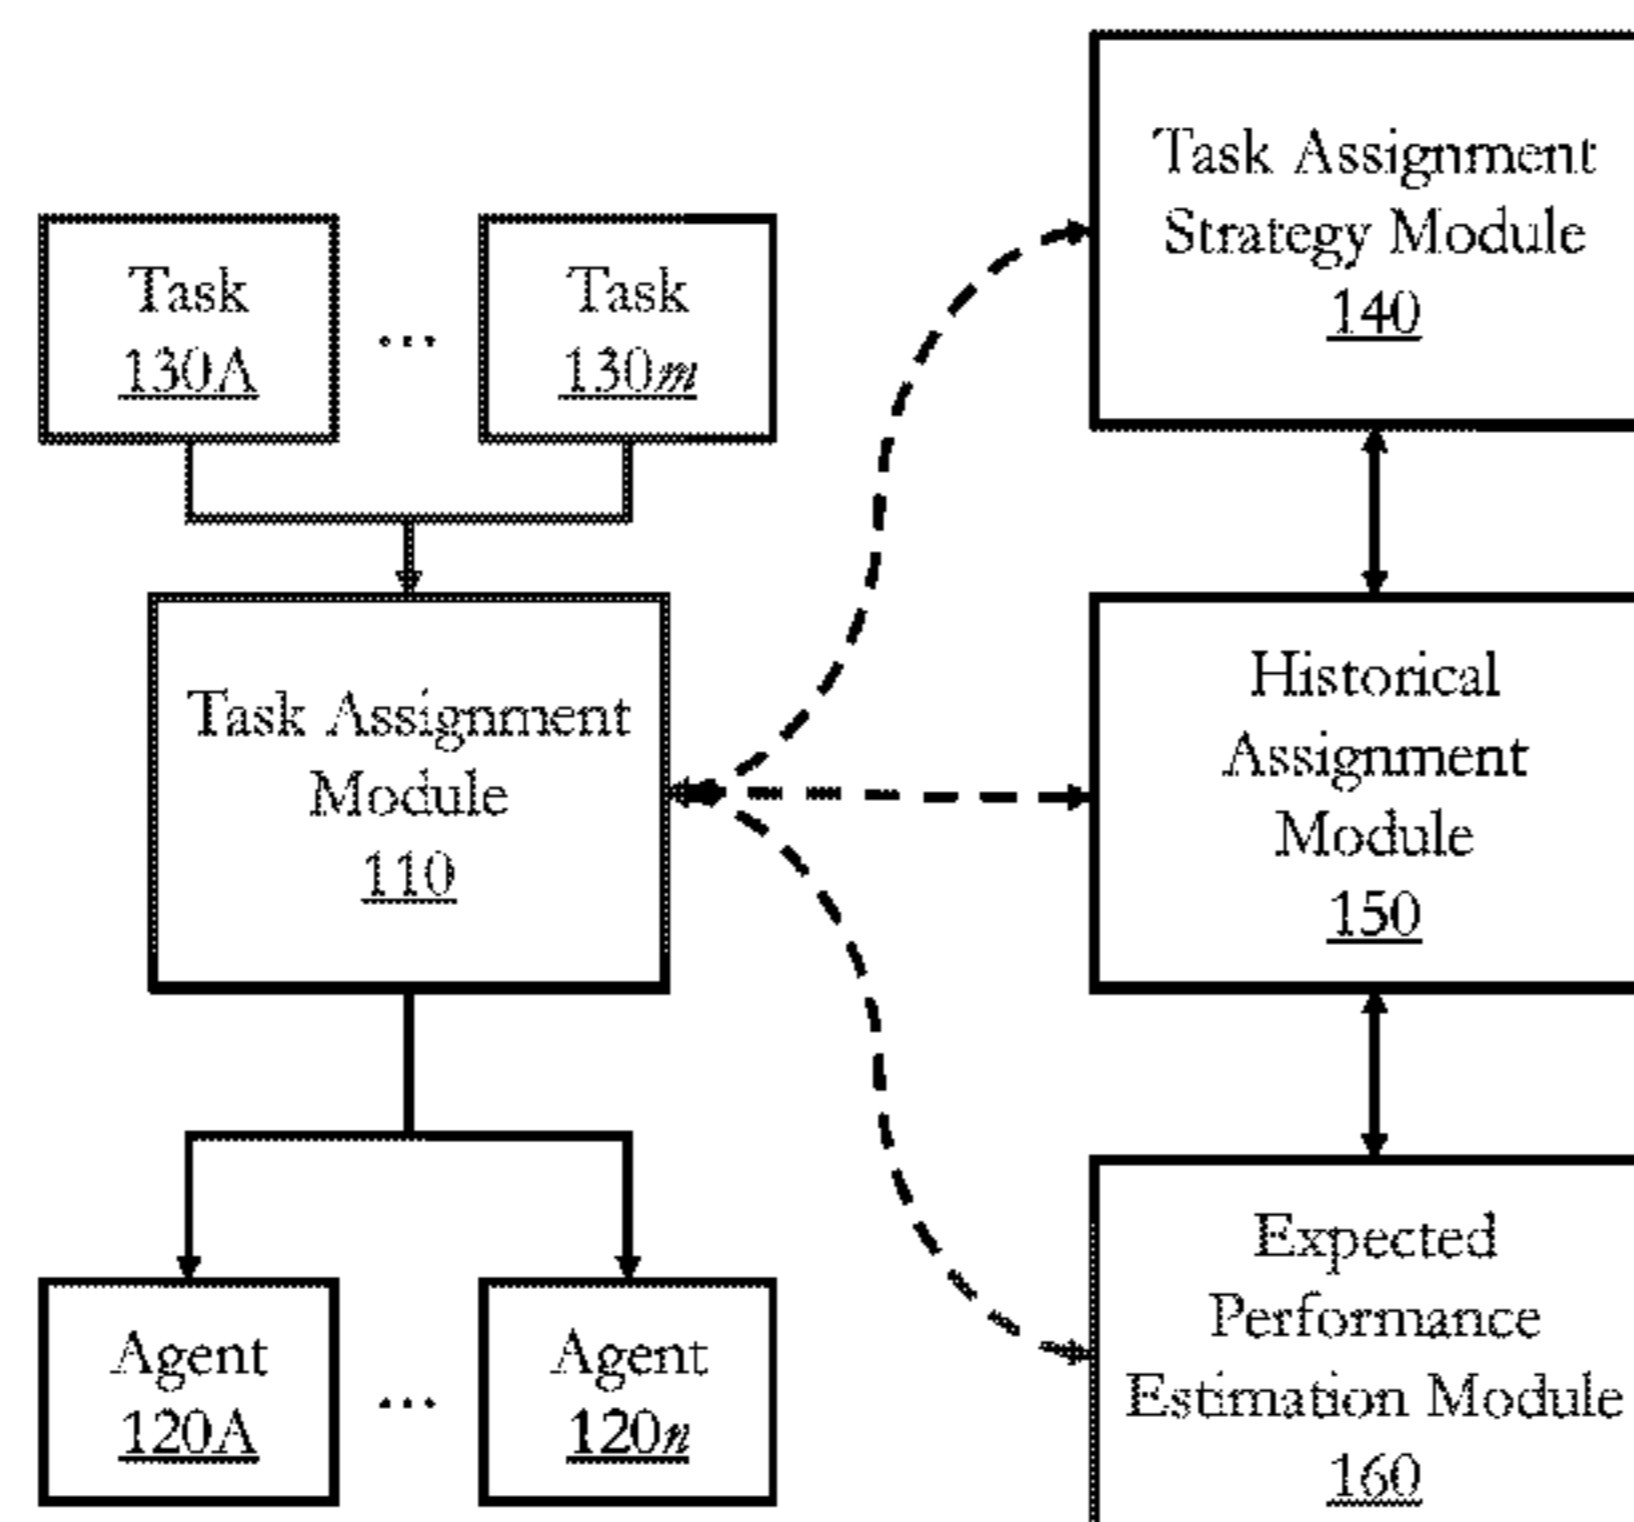 Task
130A
...
Task
130m
Task Assignment
Module
110
Agent
120A
...
Agent
120n
Task Assignment
Strategy Module
140
Historical
Assignment
Module
150
Expected
Performance
Estimation Module
160